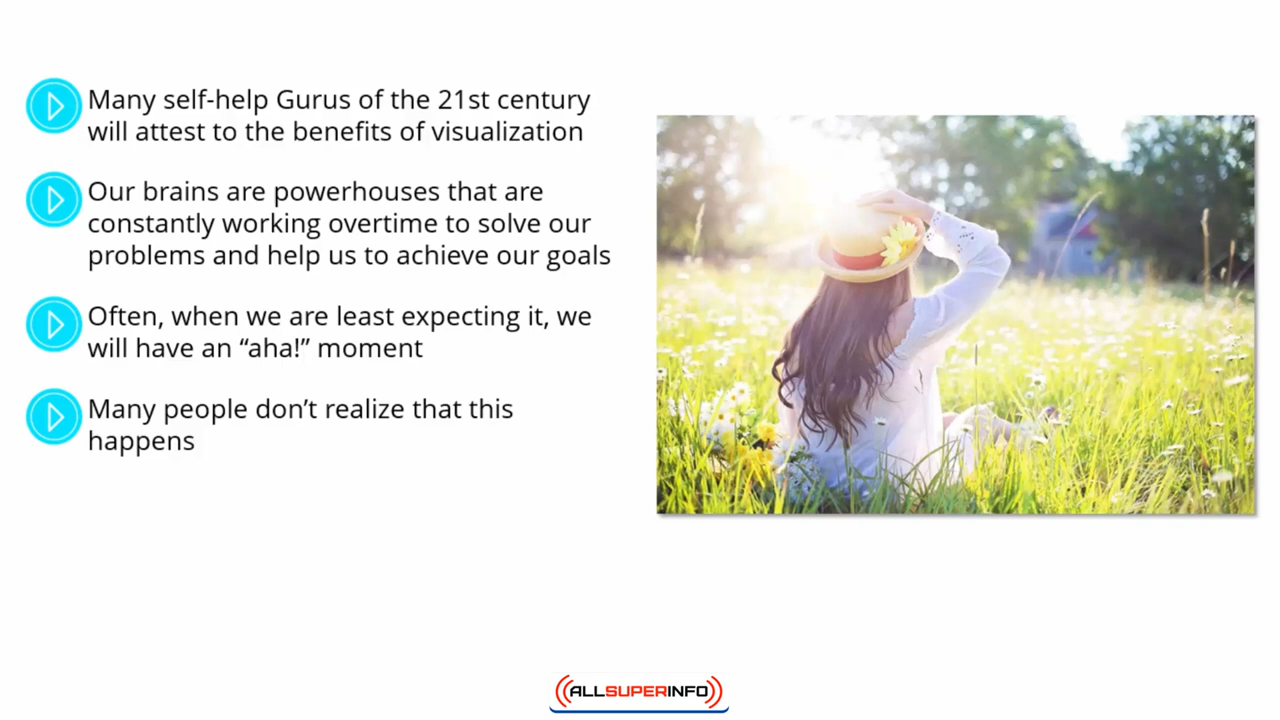 Many self-help Gurus of the 21st century
will attest to the benefits of visualization
Our brains are powerhouses that are
constantly working overtime to solve our
problems and help us to achieve our goals
Often, when we are least expecting it, we
will have an “aha!” moment
Many people don’t realize that this
happens
ALLSUPERINFO